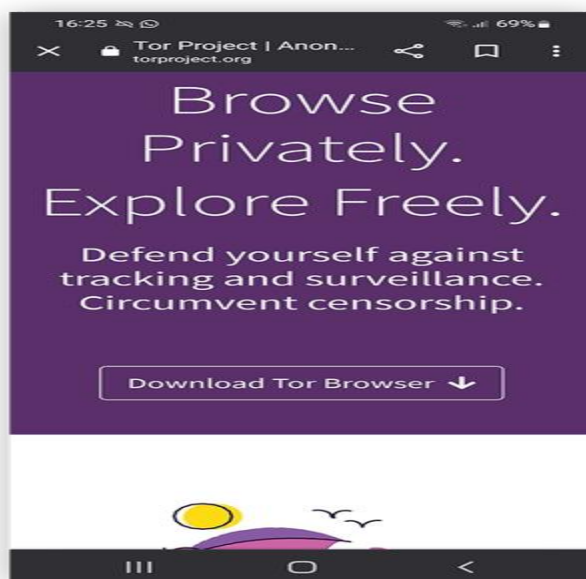 16:25 69%
Tor Project | Anon...
torproject.org
Browse
Privately.
Explore Freely.
Defend yourself against
tracking and surveillance.
Circumvent censorship.
Download Tor Browser